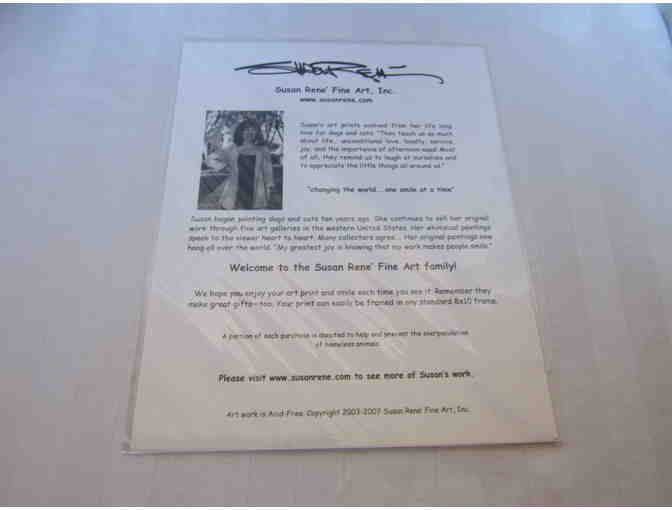 Susan Rene'
Susan Rene' Fine Art, Inc.
www.susanrene.com
Susan's art prints evolved from her life long
love for dogs and cats. "They teach us so much
about life, unconditional love, loyalty, service,
joy, and the importance of afternoon naps! Most
of all, they remind us to laugh at ourselves and
to appreciate the little things all around us."
"changing the world....one smile at a time"
Susan began painting dogs and cats ten years ago. She continues to sell her original
work through fine art galleries in the western United States. Her whimsical paintings
speak to the viewer heart to heart. Many collectors agree.... Her original paintings now
hang all over the world. "My greatest joy is knowing that my work makes people smile."
Welcome to the Susan Rene' Fine Art family!
We hope you enjoy your art print and smile each time you see it. Remember they
make great gifts—too. Your print can easily be framed in any standard 8x10 frame.
A portion of each purchase is donated to help end prevent the overpopulation
of homeless animals.
Please visit www.susanrene.com to see more of Susan's work.
Art work is Acid-Free. Copyright 2003-2007 Susan Rene' Fine Art, Inc.